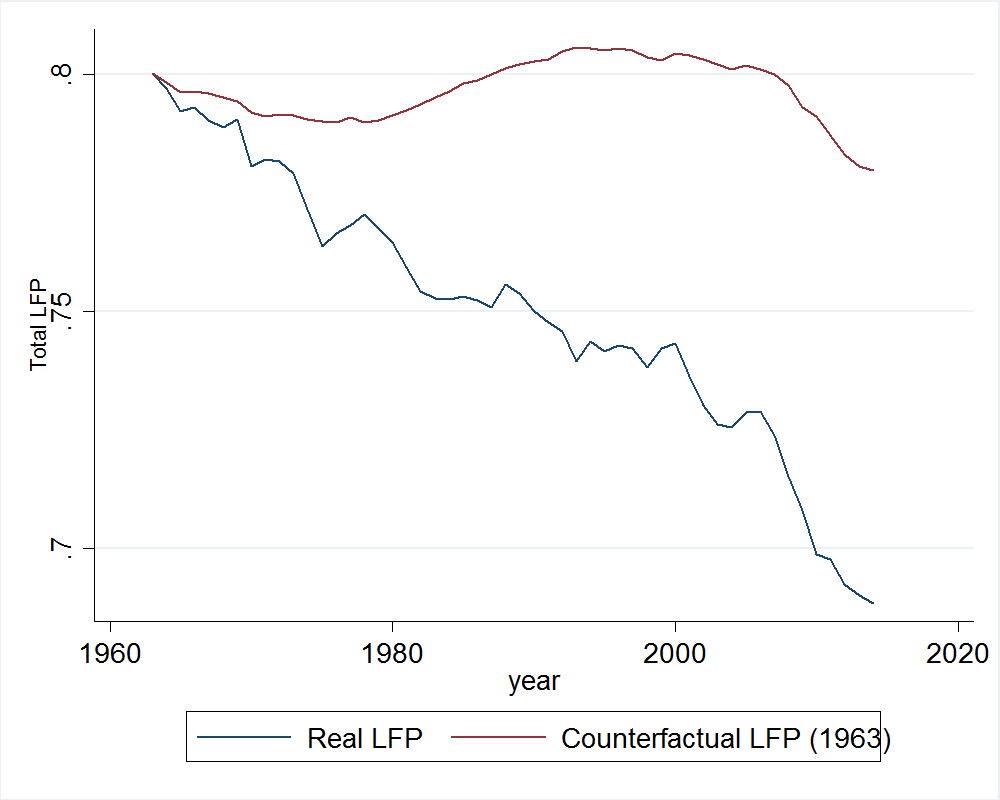 .8
.75
.7
Total LFP
1960 1980 2000 2020
year
Real LFP Counterfactual LFP (1963)